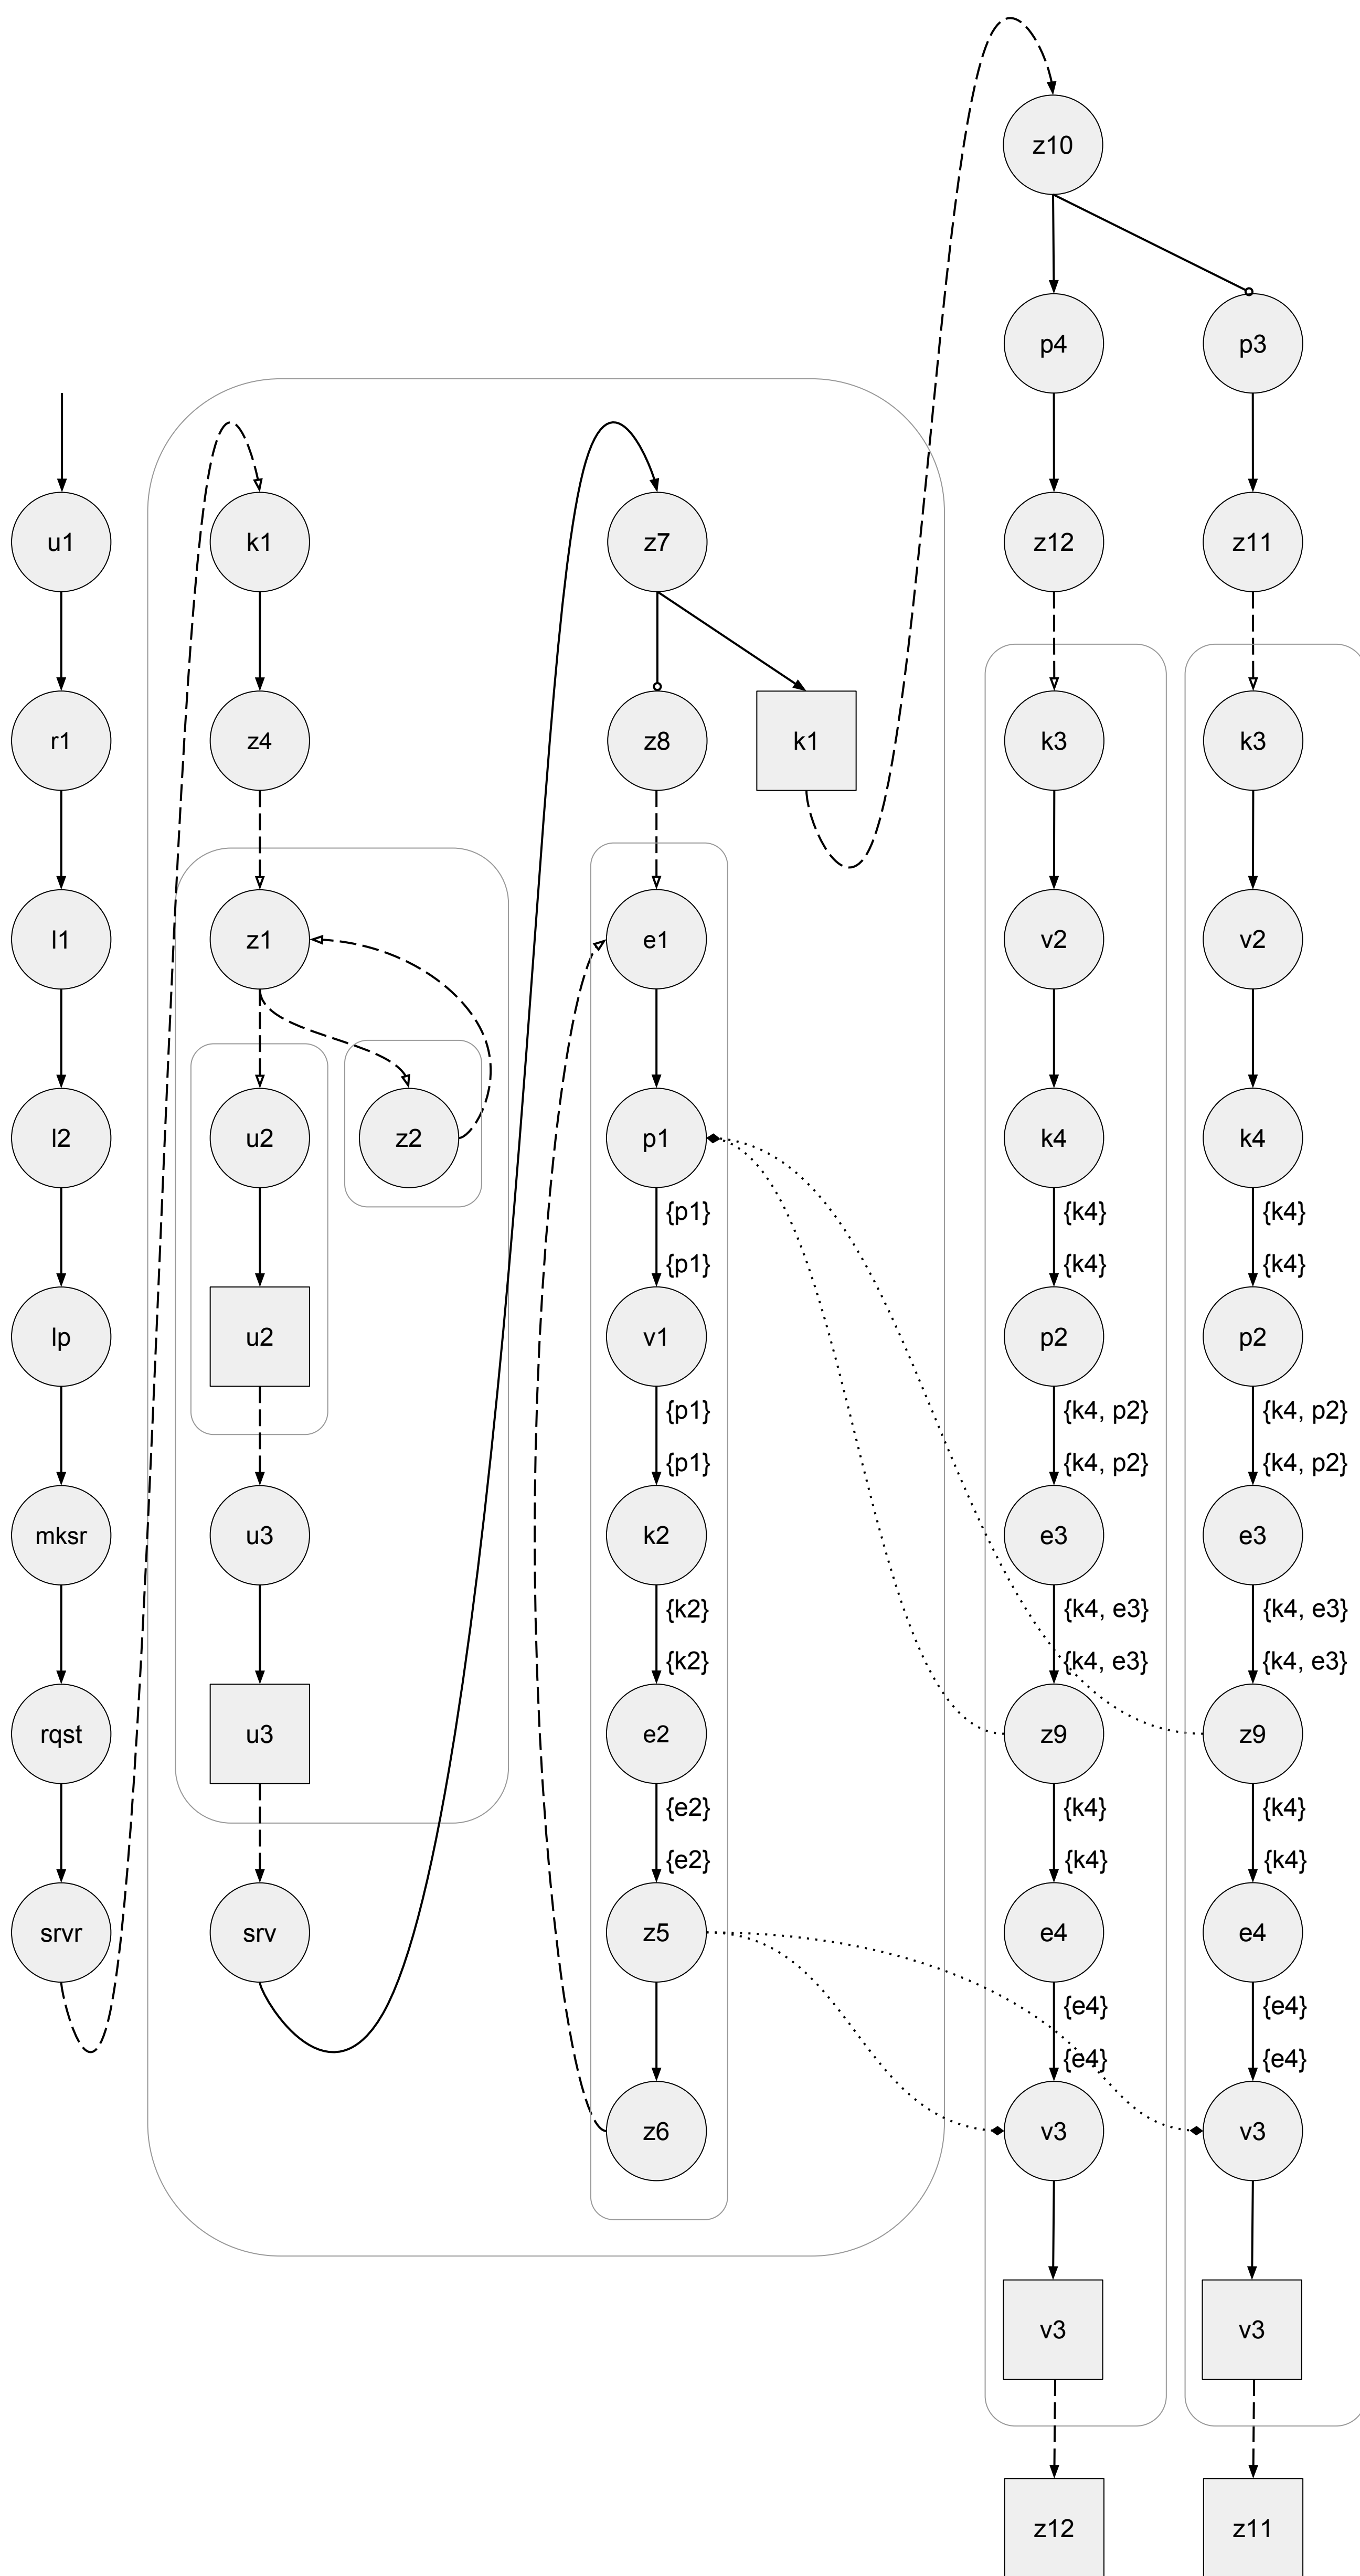 z10
p4 p3
u1 k1 z7 z12 z11
r1 z4 z8 k1 k3 k3
l1 z1 e1 v2 v2
l2 u2 z2 p1 k4 k4
{p1} {k4} {k4}
{p1} {k4} {k4}
lp u2 v1 p2 p2
{p1} {k4, p2} {k4, p2}
{p1} {k4, p2} {k4, p2}
mksr u3 k2 e3 e3
{k2} {k4, e3} {k4, e3}
{k2} {k4, e3} {k4, e3}
rqst u3 e2 z9 z9
{e2} {k4} {k4}
{e2} {k4} {k4}
srvr srv z5 e4 e4
{e4} {e4}
{e4} {e4}
z6 v3 v3
v3 v3
z12 z11